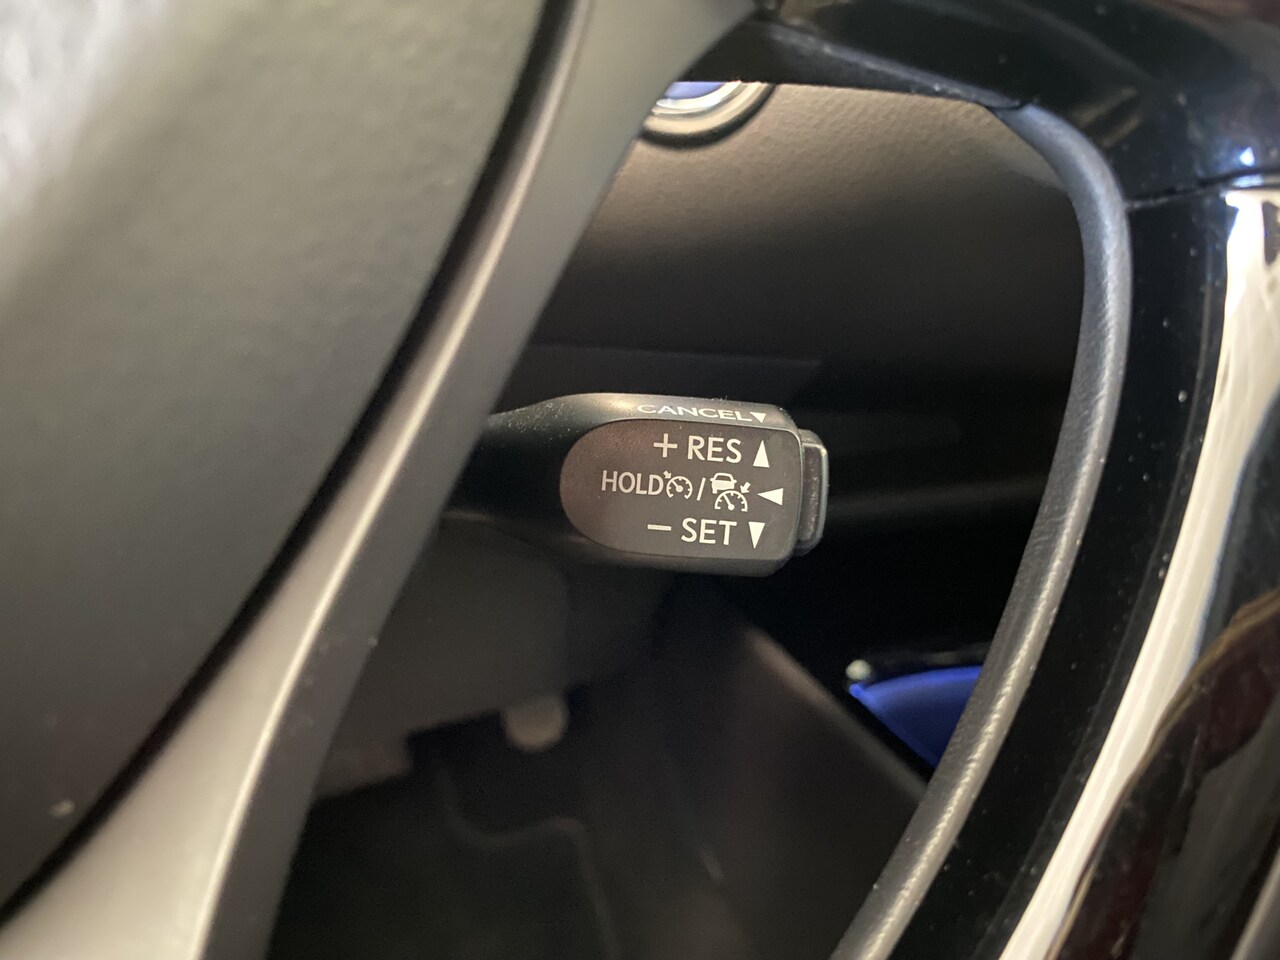 CANCEL▼
+ RES ▲
HOLD / ◀
− SET ▼